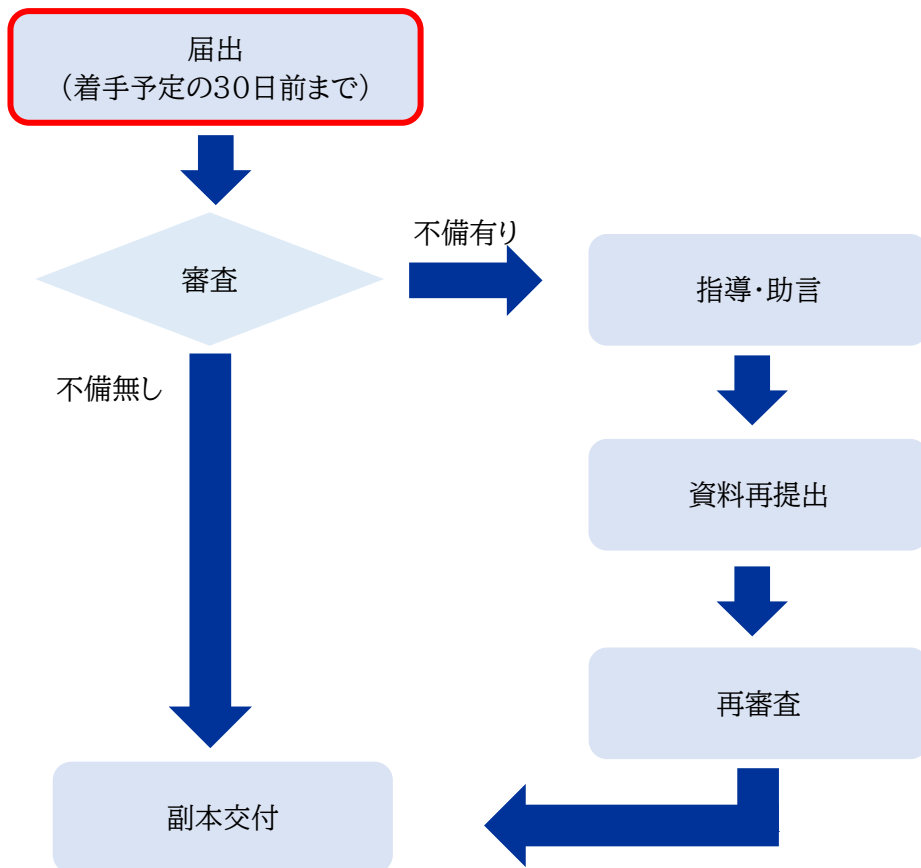 届出
（着手予定の30日前まで）
審査
不備有り
指導・助言
不備無し
資料再提出
再審査
副本交付